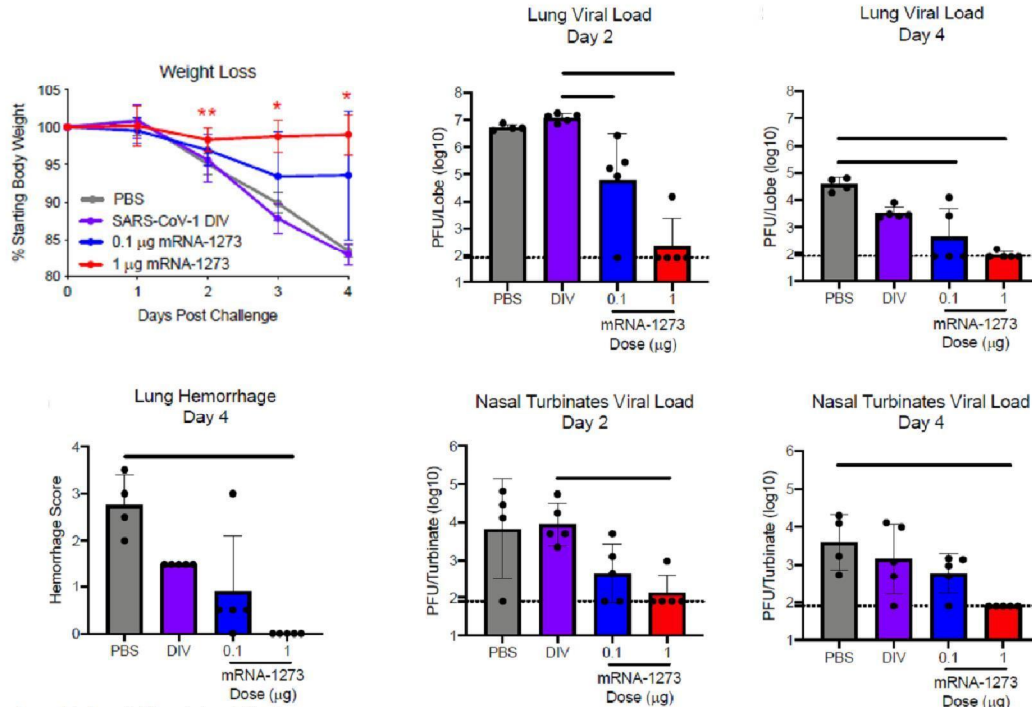 Weight Loss
% Starting Body Weight
105
100
95
90
85
80
** * *
PBS
SARS-CoV-1 DIV
0.1 μg mRNA-1273
1 μg mRNA-1273
0 1 2 3 4
Days Post Challenge
Lung Viral Load
Day 2
PFU/Lobe (log10)
9
8
7
6
5
4
3
2
1
PBS DIV 0.1 1
mRNA-1273
Dose (μg)
Lung Viral Load
Day 4
PFU/Lobe (log10)
9
8
7
6
5
4
3
2
1
PBS DIV 0.1 1
mRNA-1273
Dose (μg)
Lung Hemorrhage
Day 4
Hemorrhage Score
4
3
2
1
0
PBS DIV 0.1 1
mRNA-1273
Dose (μg)
Nasal Turbinates Viral Load
Day 2
PFU/Turbinate (log10)
6
5
4
3
2
1
PBS DIV 0.1 1
mRNA-1273
Dose (μg)
Nasal Turbinates Viral Load
Day 4
PFU/Turbinate (log10)
6
5
4
3
2
1
PBS DIV 0.1 1
mRNA-1273
Dose (μg)